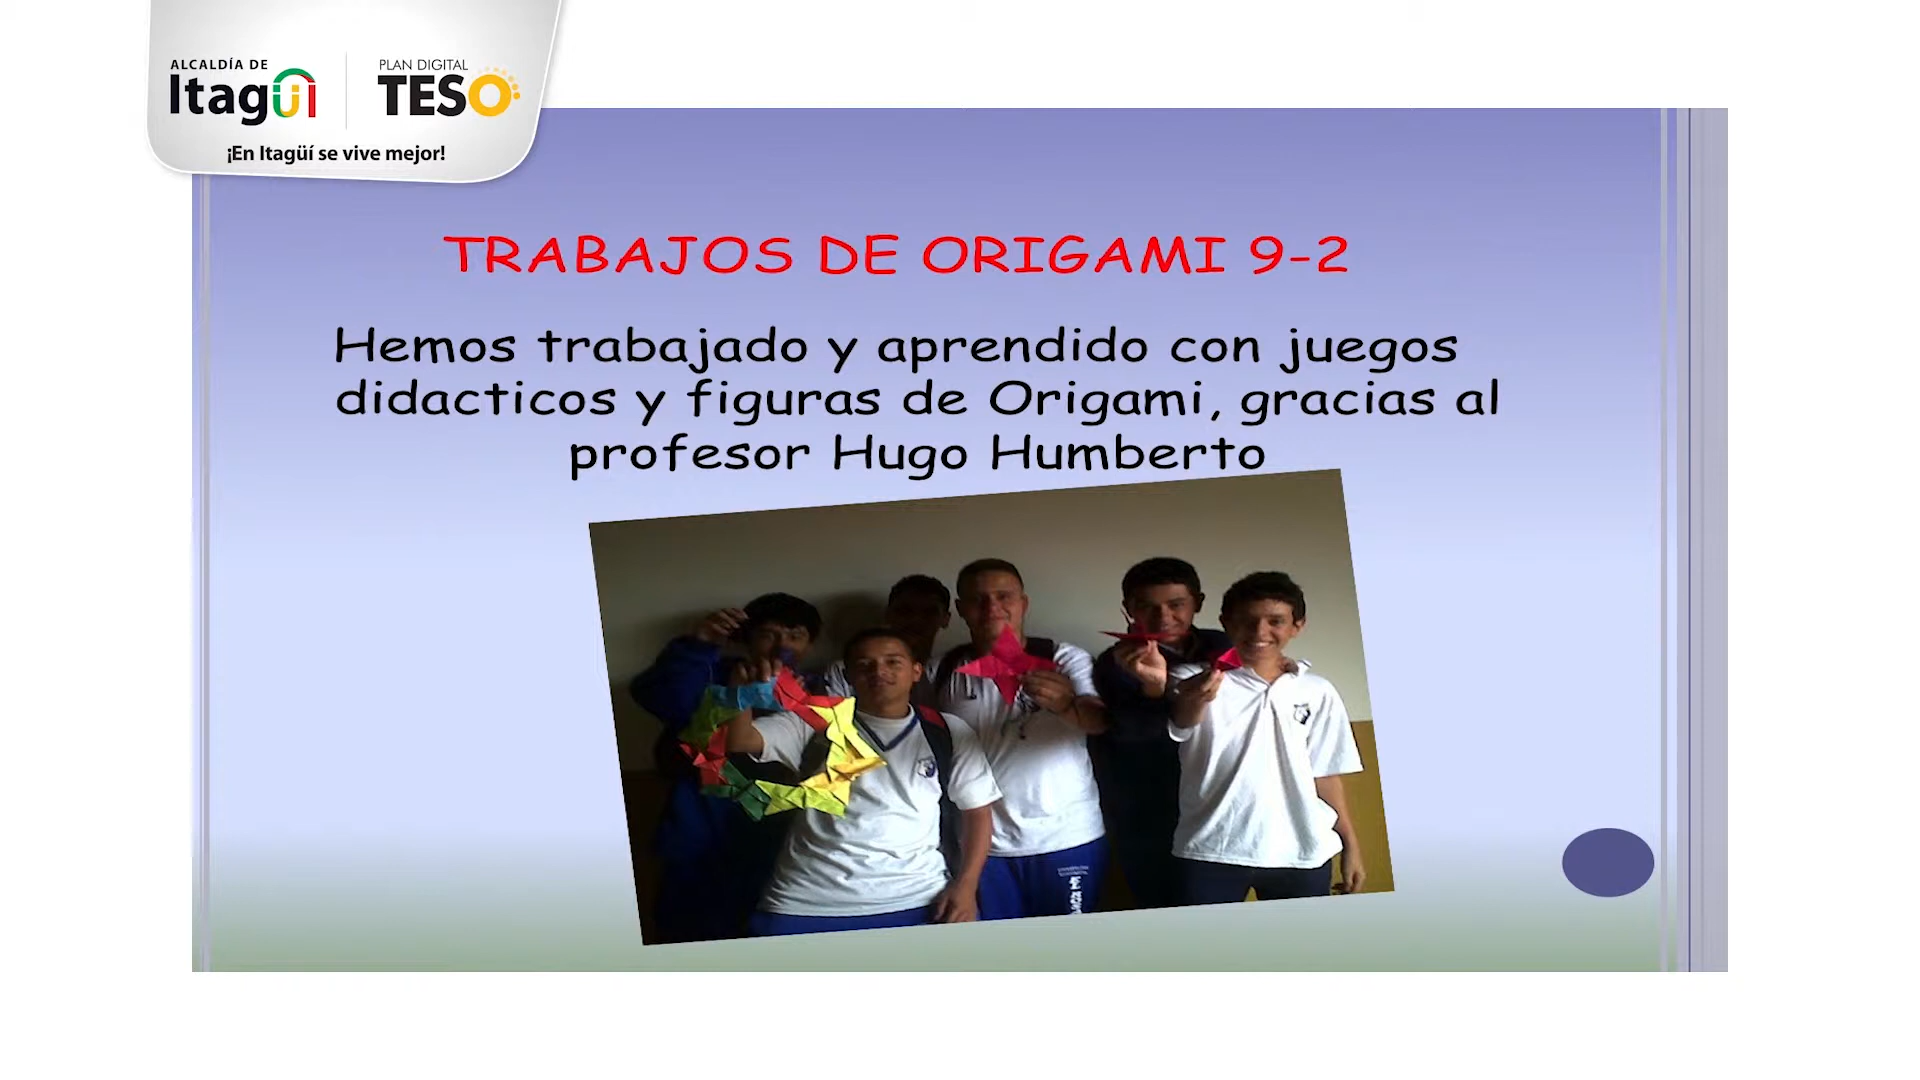 ALCALDÍA DE
Itagüí
PLAN DIGITAL
TESO
¡En Itagüí se vive mejor!
TRABAJOS DE ORIGAMI 9-2
Hemos trabajado y aprendido con juegos
didacticos y figuras de Origami, gracias al
profesor Hugo Humberto